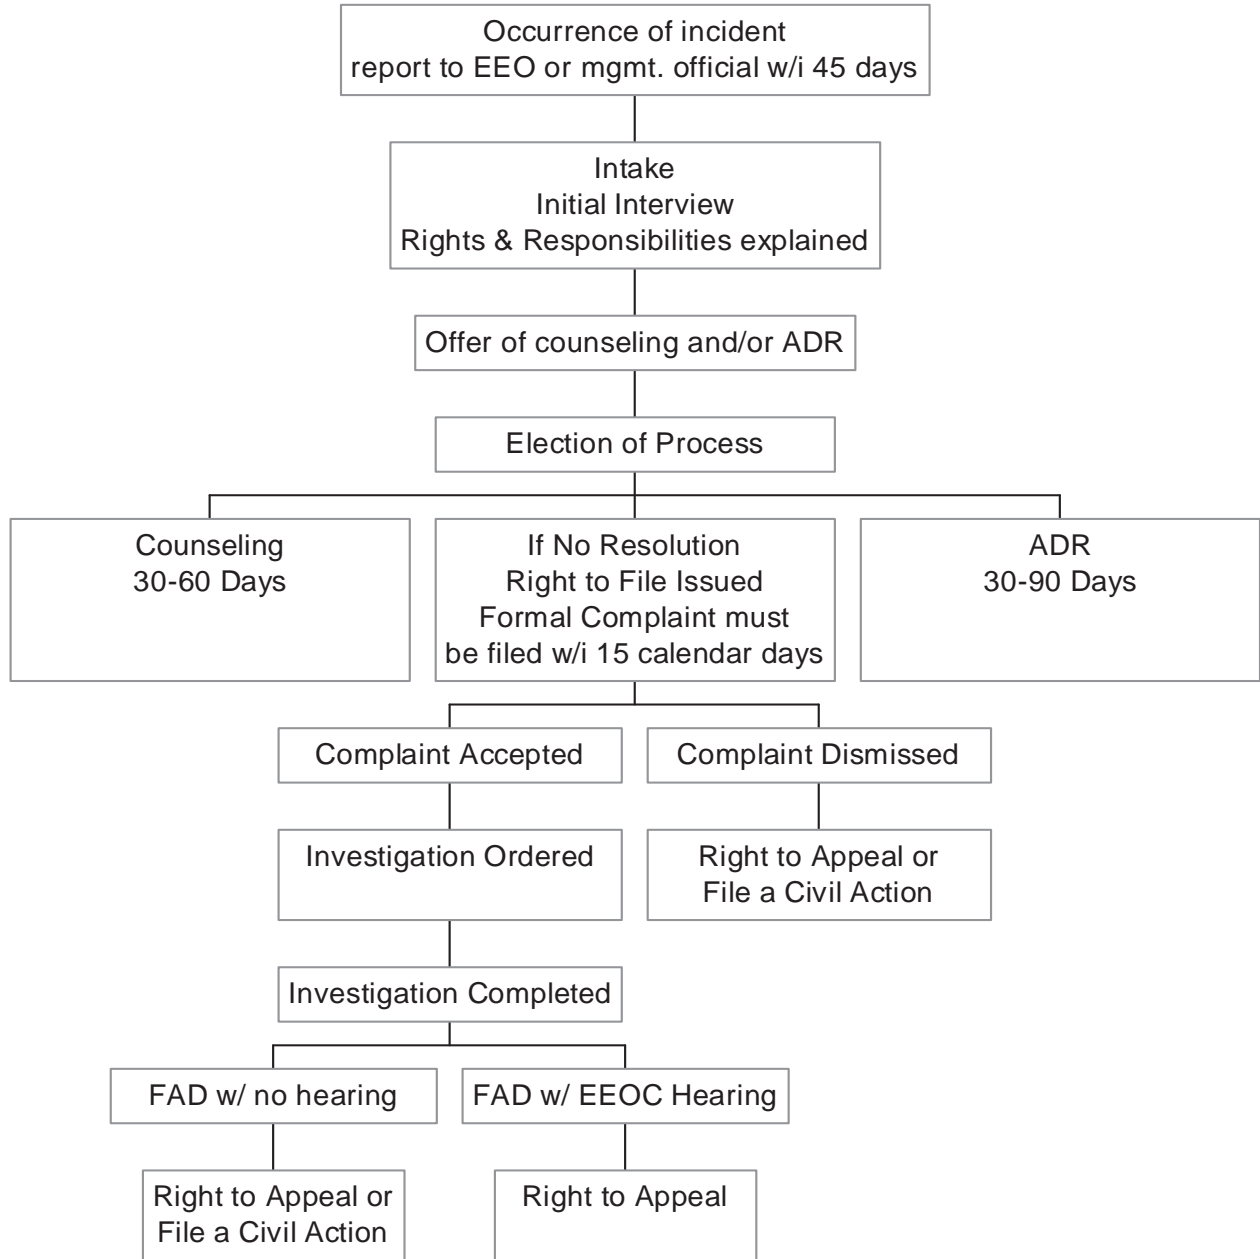 Occurrence of incident
report to EEO or mgmt. official w/i 45 days
Intake
Initial Interview
Rights & Responsibilities explained
Offer of counseling and/or ADR
Election of Process
Counseling
30-60 Days
If No Resolution
Right to File Issued
Formal Complaint must
be filed w/i 15 calendar days
ADR
30-90 Days
Complaint Accepted
Complaint Dismissed
Investigation Ordered
Right to Appeal or
File a Civil Action
Investigation Completed
FAD w/ no hearing
FAD w/ EEOC Hearing
Right to Appeal or
File a Civil Action
Right to Appeal